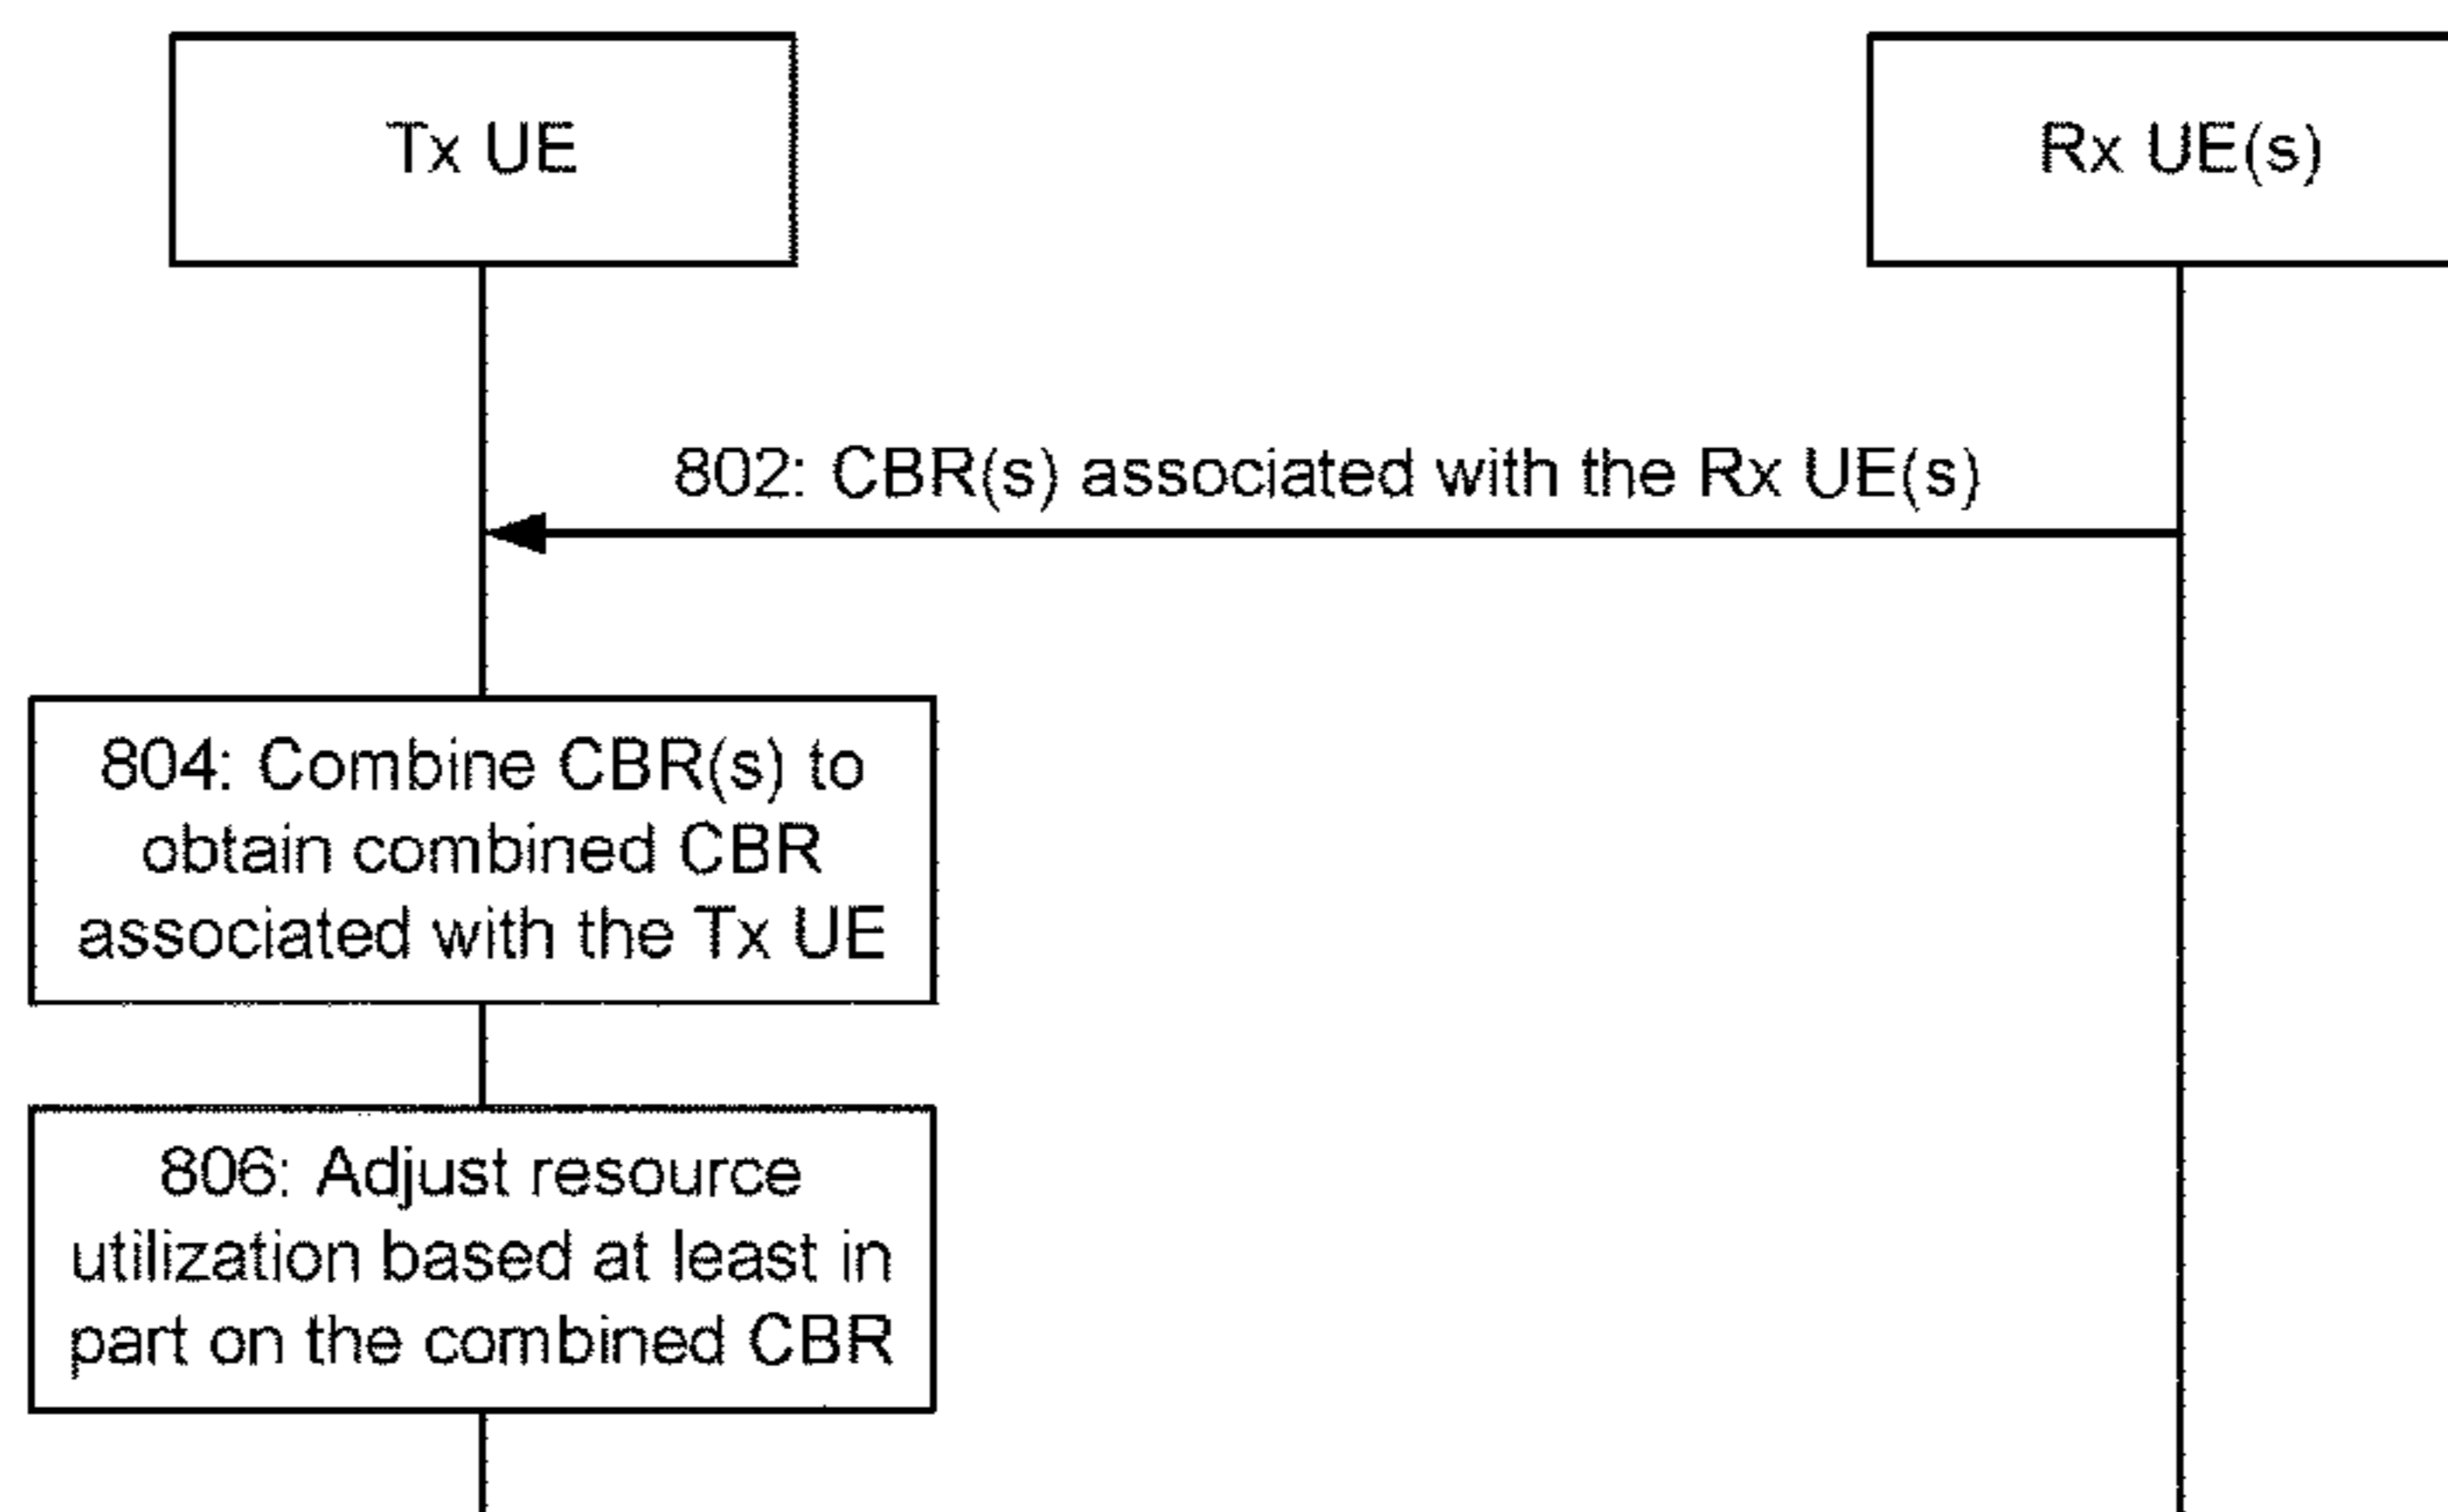 Tx UE
Rx UE(s)
802: CBR(s) associated with the Rx UE(s)
804: Combine CBR(s) to
obtain combined CBR
associated with the Tx UE
806: Adjust resource
utilization based at least in
part on the combined CBR